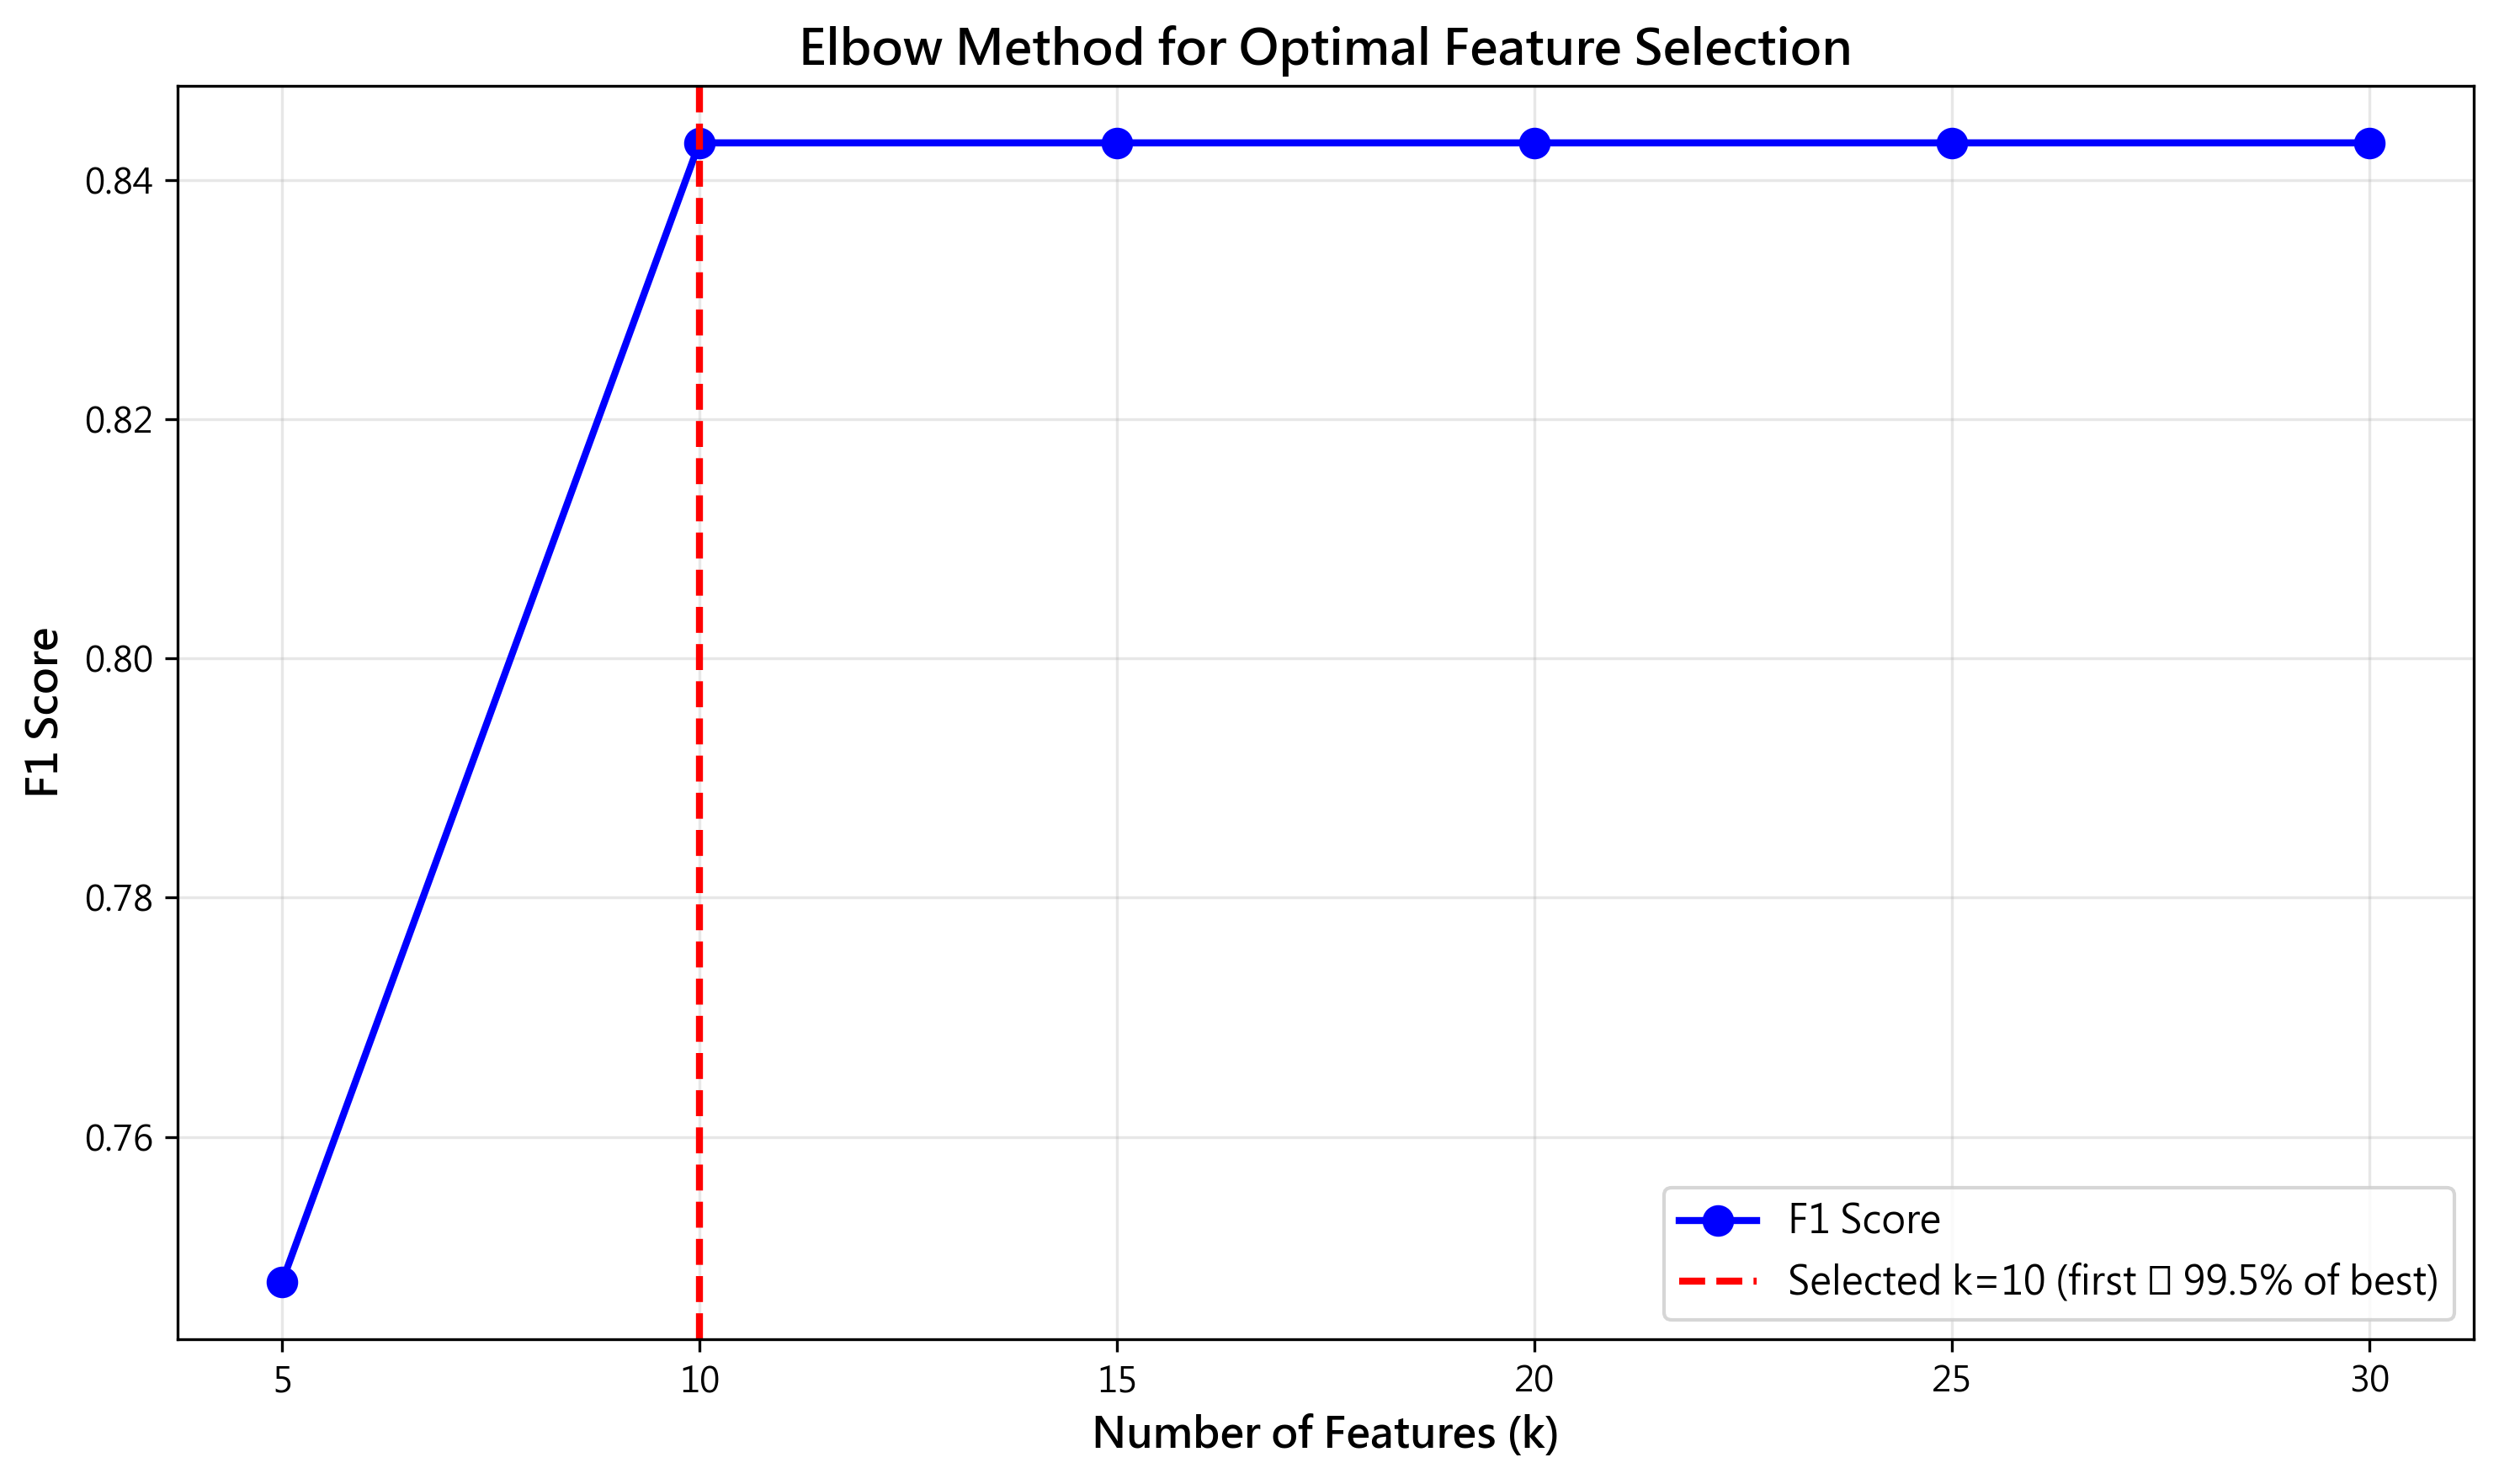 Elbow Method for Optimal Feature Selection
F1 Score
0.84
0.82
0.80
0.78
0.76
5 10 15 20 25 30
Number of Features (k)
F1 Score
Selected k=10 (first □ 99.5% of best)